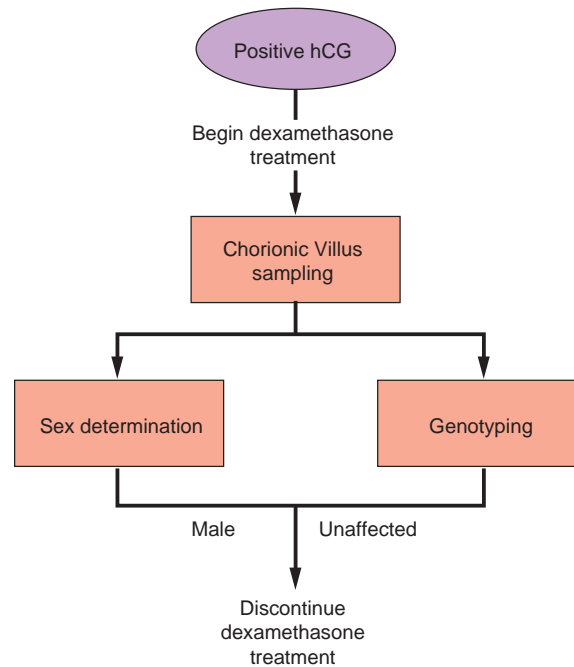 Positive hCG
Begin dexamethasone
treatment
Chorionic Villus
sampling
Sex determination
Genotyping
Male
Unaffected
Discontinue
dexamethasone
treatment